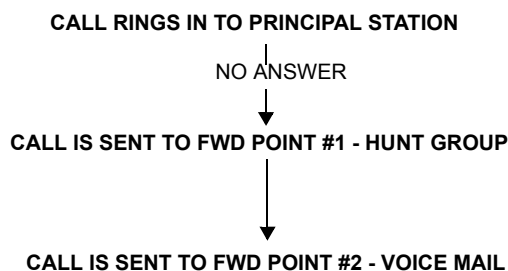 CALL RINGS IN TO PRINCIPAL STATION
NO ANSWER
CALL IS SENT TO FWD POINT #1 - HUNT GROUP
CALL IS SENT TO FWD POINT #2 - VOICE MAIL